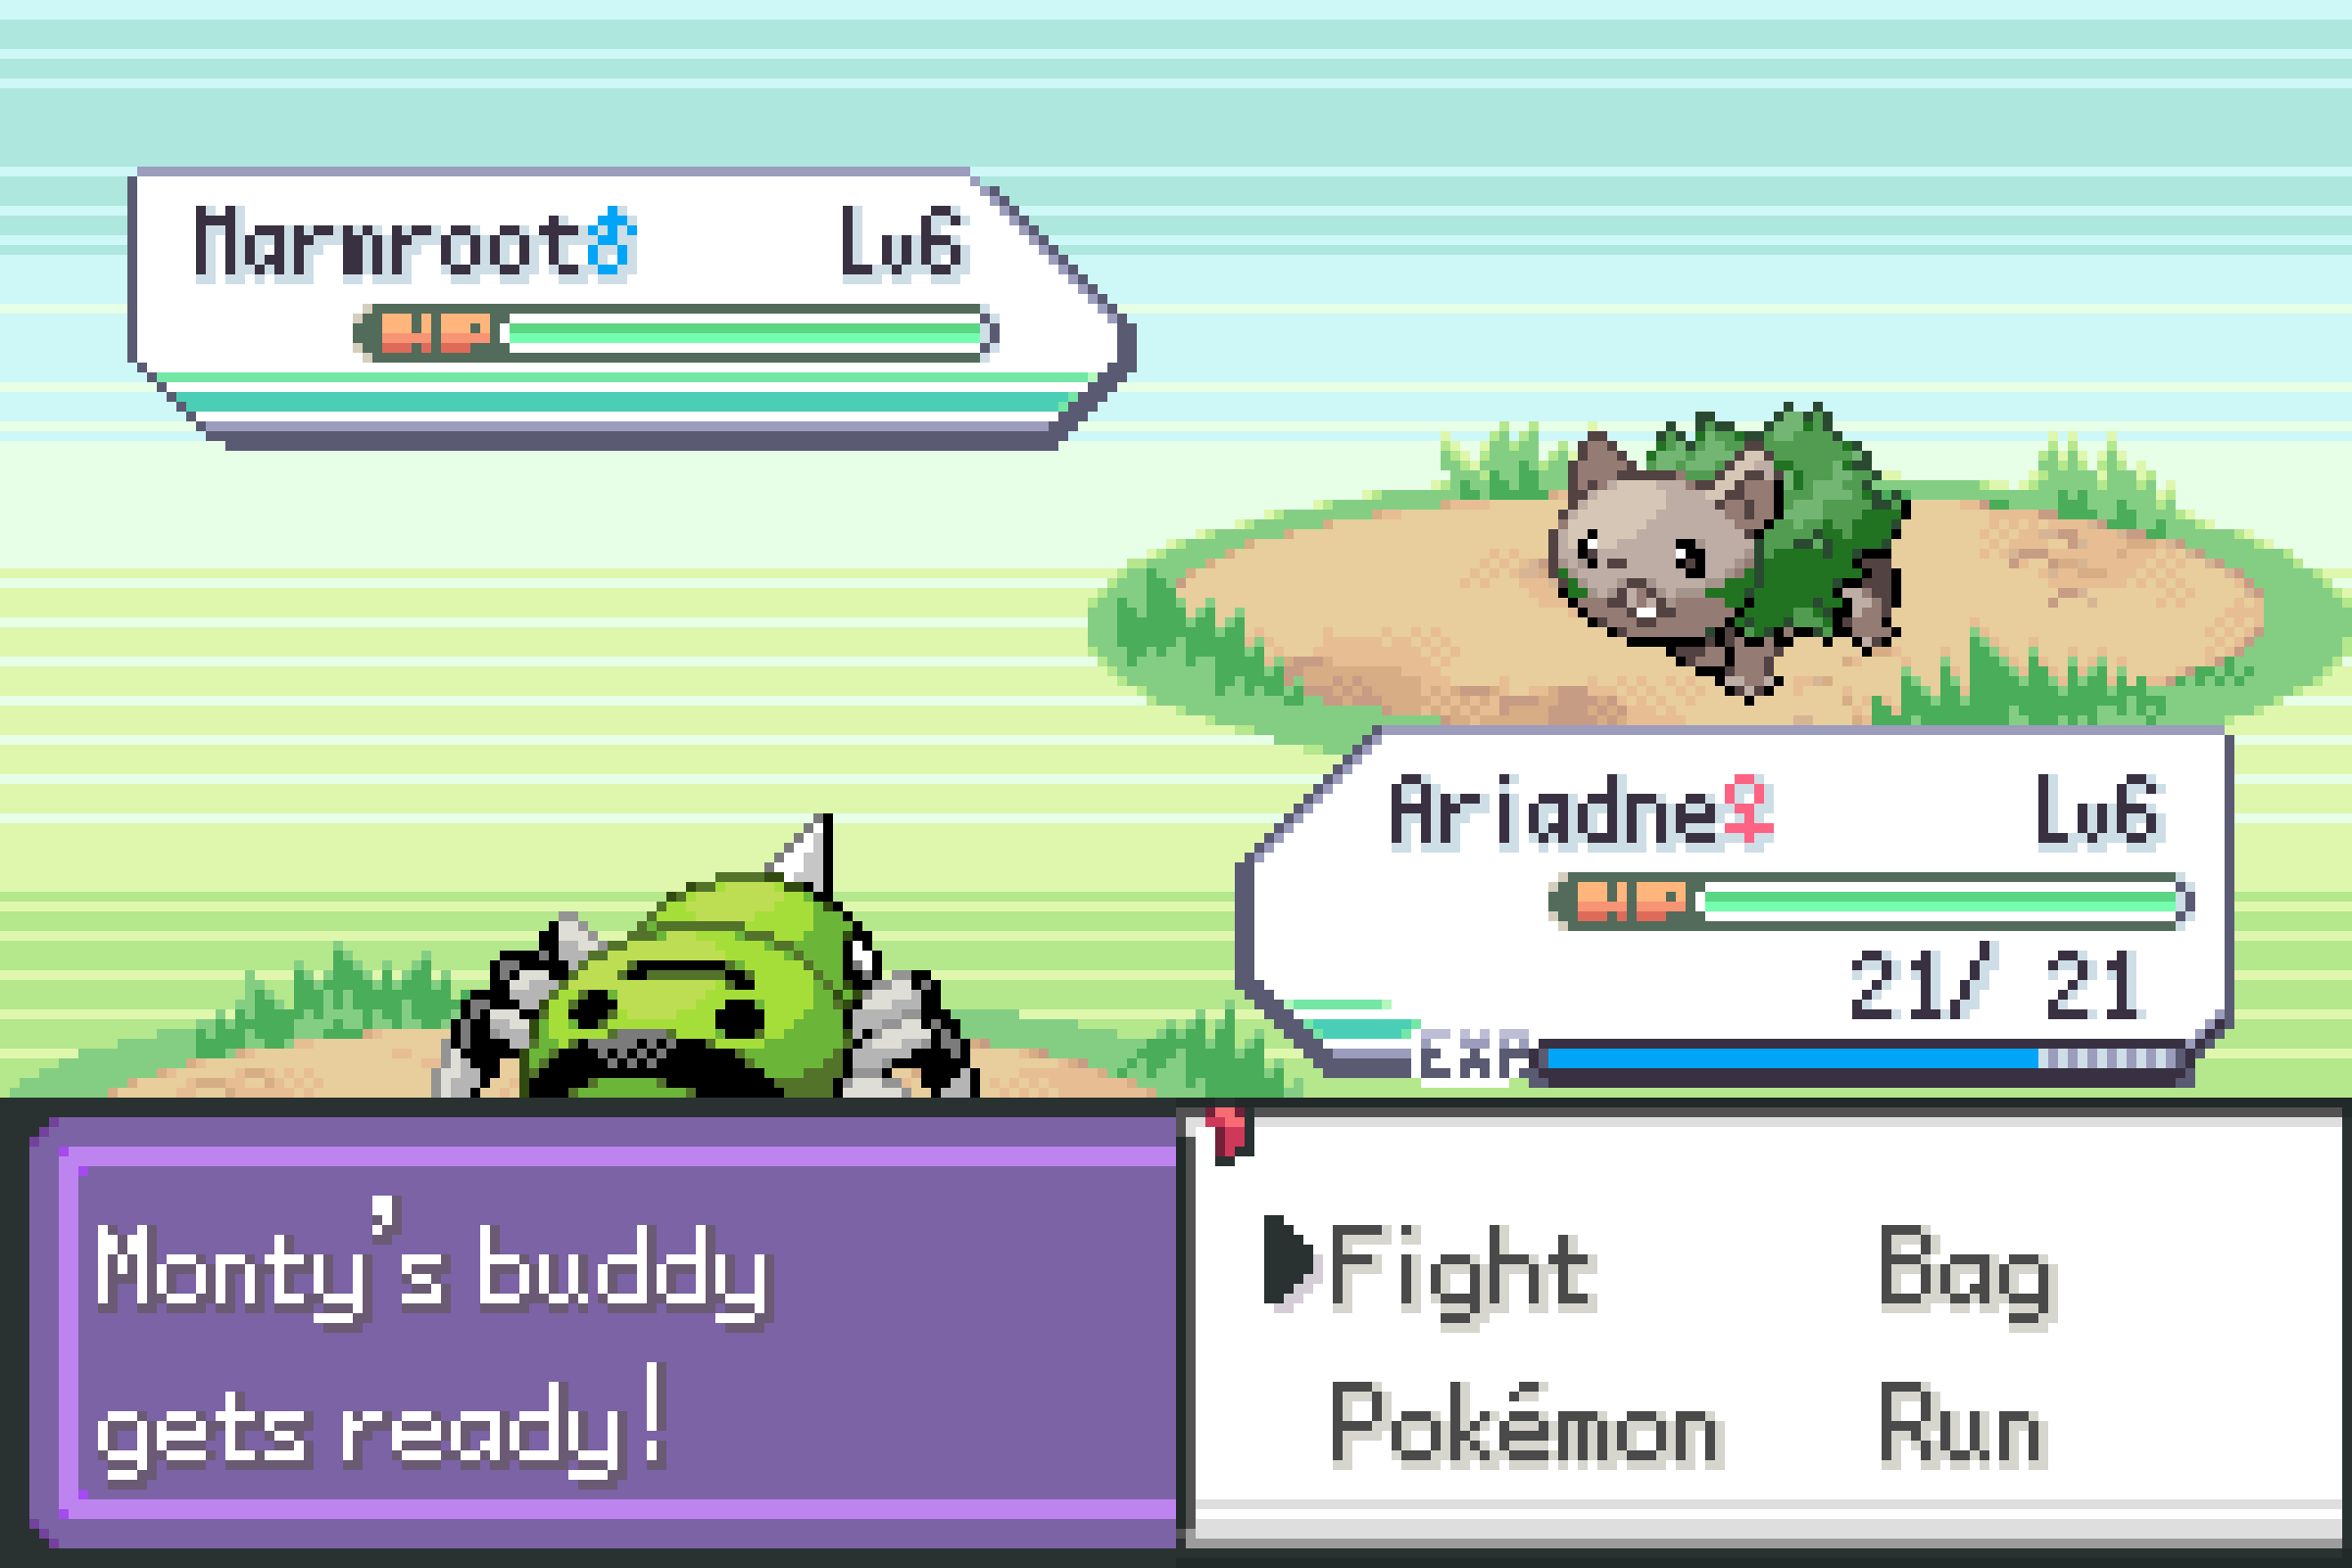 Marmroot♂ Lv6
HP
Ariadne♀ Lv6
HP
21/ 21
EXP
Monty's buddy
gets ready!
Fight Bag
Pokémon Run